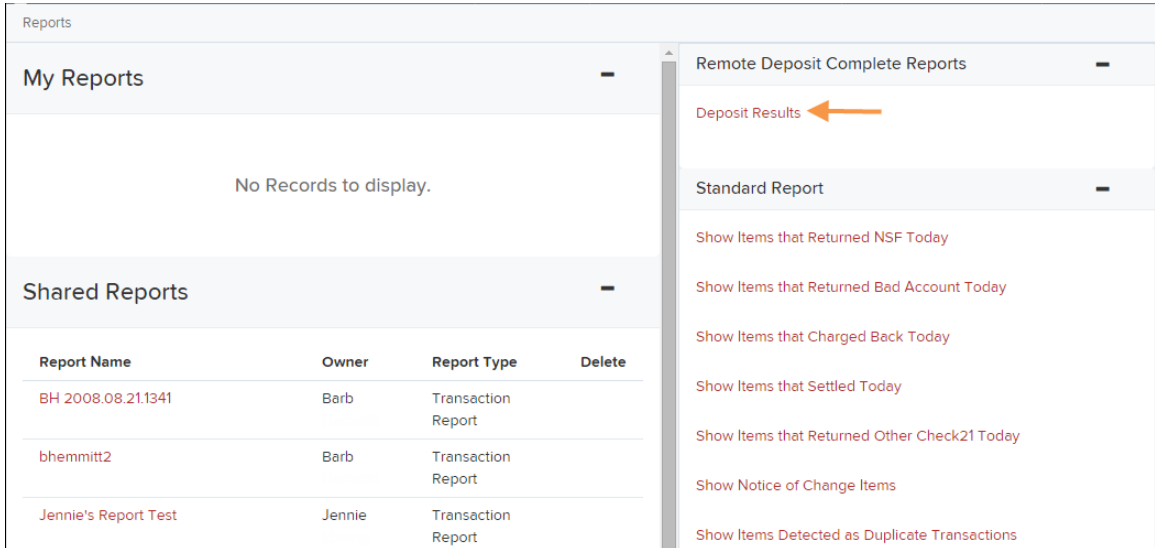 Reports
My Reports
No Records to display.
Shared Reports
Report Name Owner Report Type Delete
BH 2008.08.21.1341 Barb Transaction
Report
bhemmitt2 Barb Transaction
Report
Jennie's Report Test Jennie Transaction
Report
Remote Deposit Complete Reports
Deposit Results
Standard Report
Show Items that Returned NSF Today
Show Items that Returned Bad Account Today
Show Items that Charged Back Today
Show Items that Settled Today
Show Items that Returned Other Check21 Today
Show Notice of Change Items
Show Items Detected as Duplicate Transactions